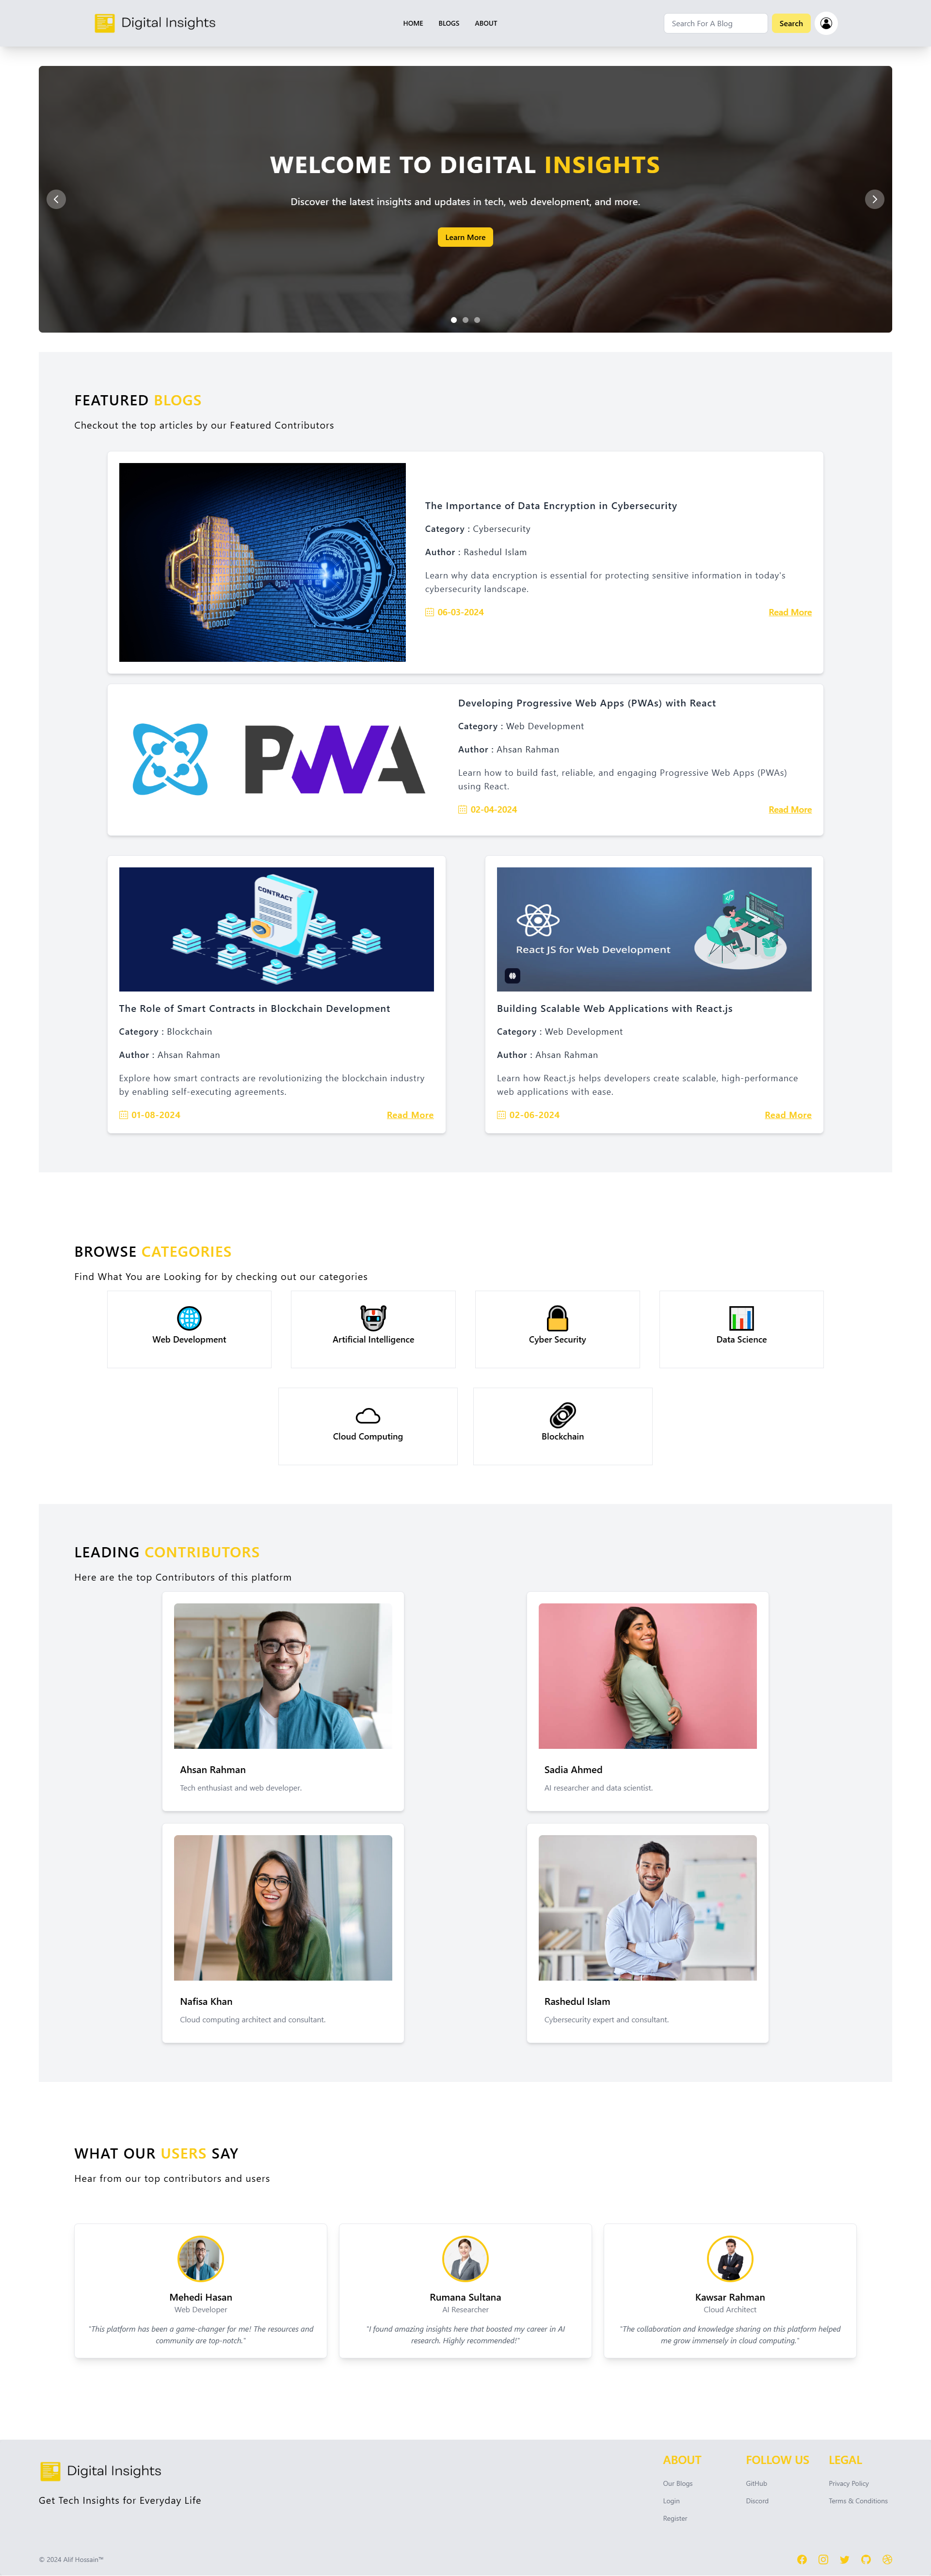 Digital Insights
HOME
BLOGS
ABOUT
Search For A Blog
Search
WELCOME TO DIGITAL INSIGHTS
Discover the latest insights and updates in tech, web development, and more.
Learn More
FEATURED BLOGS
Checkout the top articles by our Featured Contributors
The Importance of Data Encryption in Cybersecurity
Category : Cybersecurity
Author : Rashedul Islam
Learn why data encryption is essential for protecting sensitive information in today's
cybersecurity landscape.
06-03-2024
Read More
PWA
Developing Progressive Web Apps (PWAs) with React
Category : Web Development
Author : Ahsan Rahman
Learn how to build fast, reliable, and engaging Progressive Web Apps (PWAs)
using React.
02-04-2024
Read More
CONTRACT
The Role of Smart Contracts in Blockchain Development
Category : Blockchain
Author : Ahsan Rahman
Explore how smart contracts are revolutionizing the blockchain industry
by enabling self-executing agreements.
01-08-2024
Read More
React JS for Web Development
Building Scalable Web Applications with React.js
Category : Web Development
Author : Ahsan Rahman
Learn how React.js helps developers create scalable, high-performance
web applications with ease.
02-06-2024
Read More
BROWSE CATEGORIES
Find What You are Looking for by checking out our categories
Web Development
Artificial Intelligence
Cyber Security
Data Science
Cloud Computing
Blockchain
LEADING CONTRIBUTORS
Here are the top Contributors of this platform
Ahsan Rahman
Tech enthusiast and web developer.
Sadia Ahmed
AI researcher and data scientist.
Nafisa Khan
Cloud computing architect and consultant.
Rashedul Islam
Cybersecurity expert and consultant.
WHAT OUR USERS SAY
Hear from our top contributors and users
Mehedi Hasan
Web Developer
"This platform has been a game-changer for me! The resources and
community are top-notch."
Rumana Sultana
AI Researcher
"I found amazing insights here that boosted my career in AI
research. Highly recommended!"
Kawsar Rahman
Cloud Architect
"The collaboration and knowledge sharing on this platform helped
me grow immensely in cloud computing."
Digital Insights
Get Tech Insights for Everyday Life
ABOUT
Our Blogs
Login
Register
FOLLOW US
GitHub
Discord
LEGAL
Privacy Policy
Terms & Conditions
© 2024 Alif Hossain™